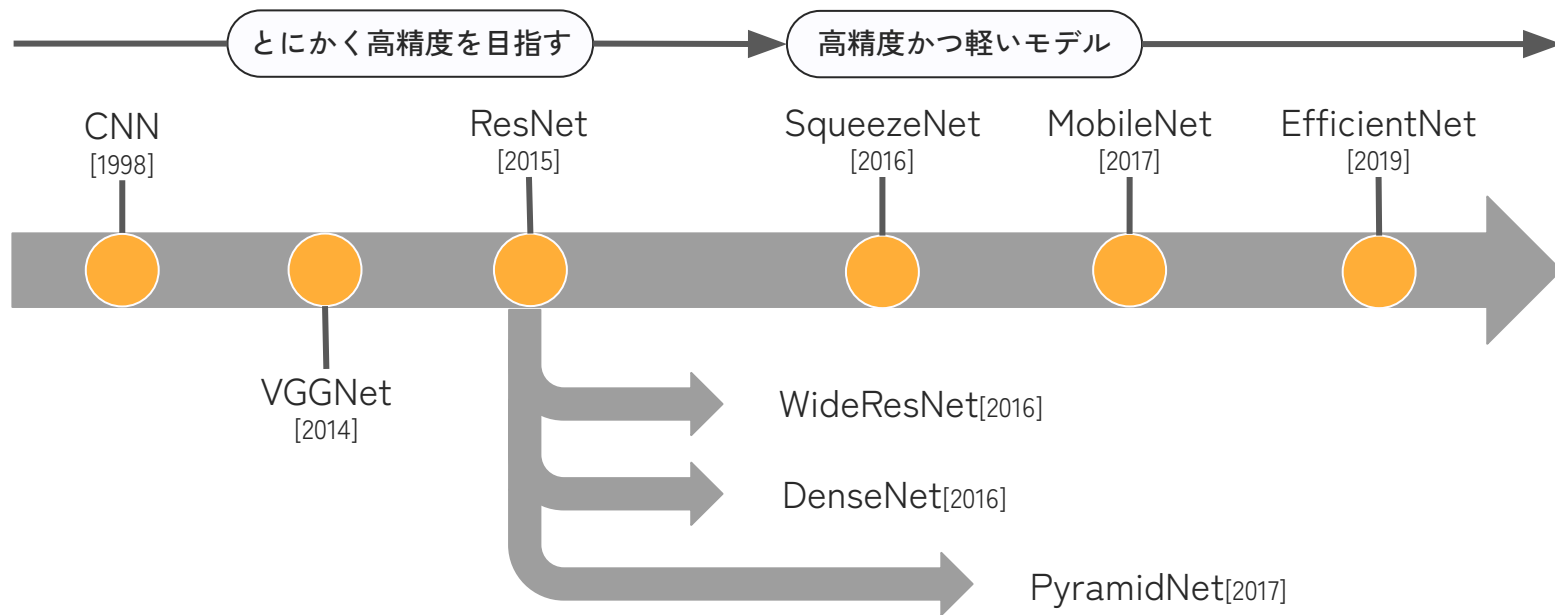 とにかく高精度を目指す
高精度かつ軽いモデル
CNN
[1998]
ResNet
[2015]
SqueezeNet
[2016]
MobileNet
[2017]
EfficientNet
[2019]
VGGNet
[2014]
WideResNet[2016]
DenseNet[2016]
PyramidNet[2017]